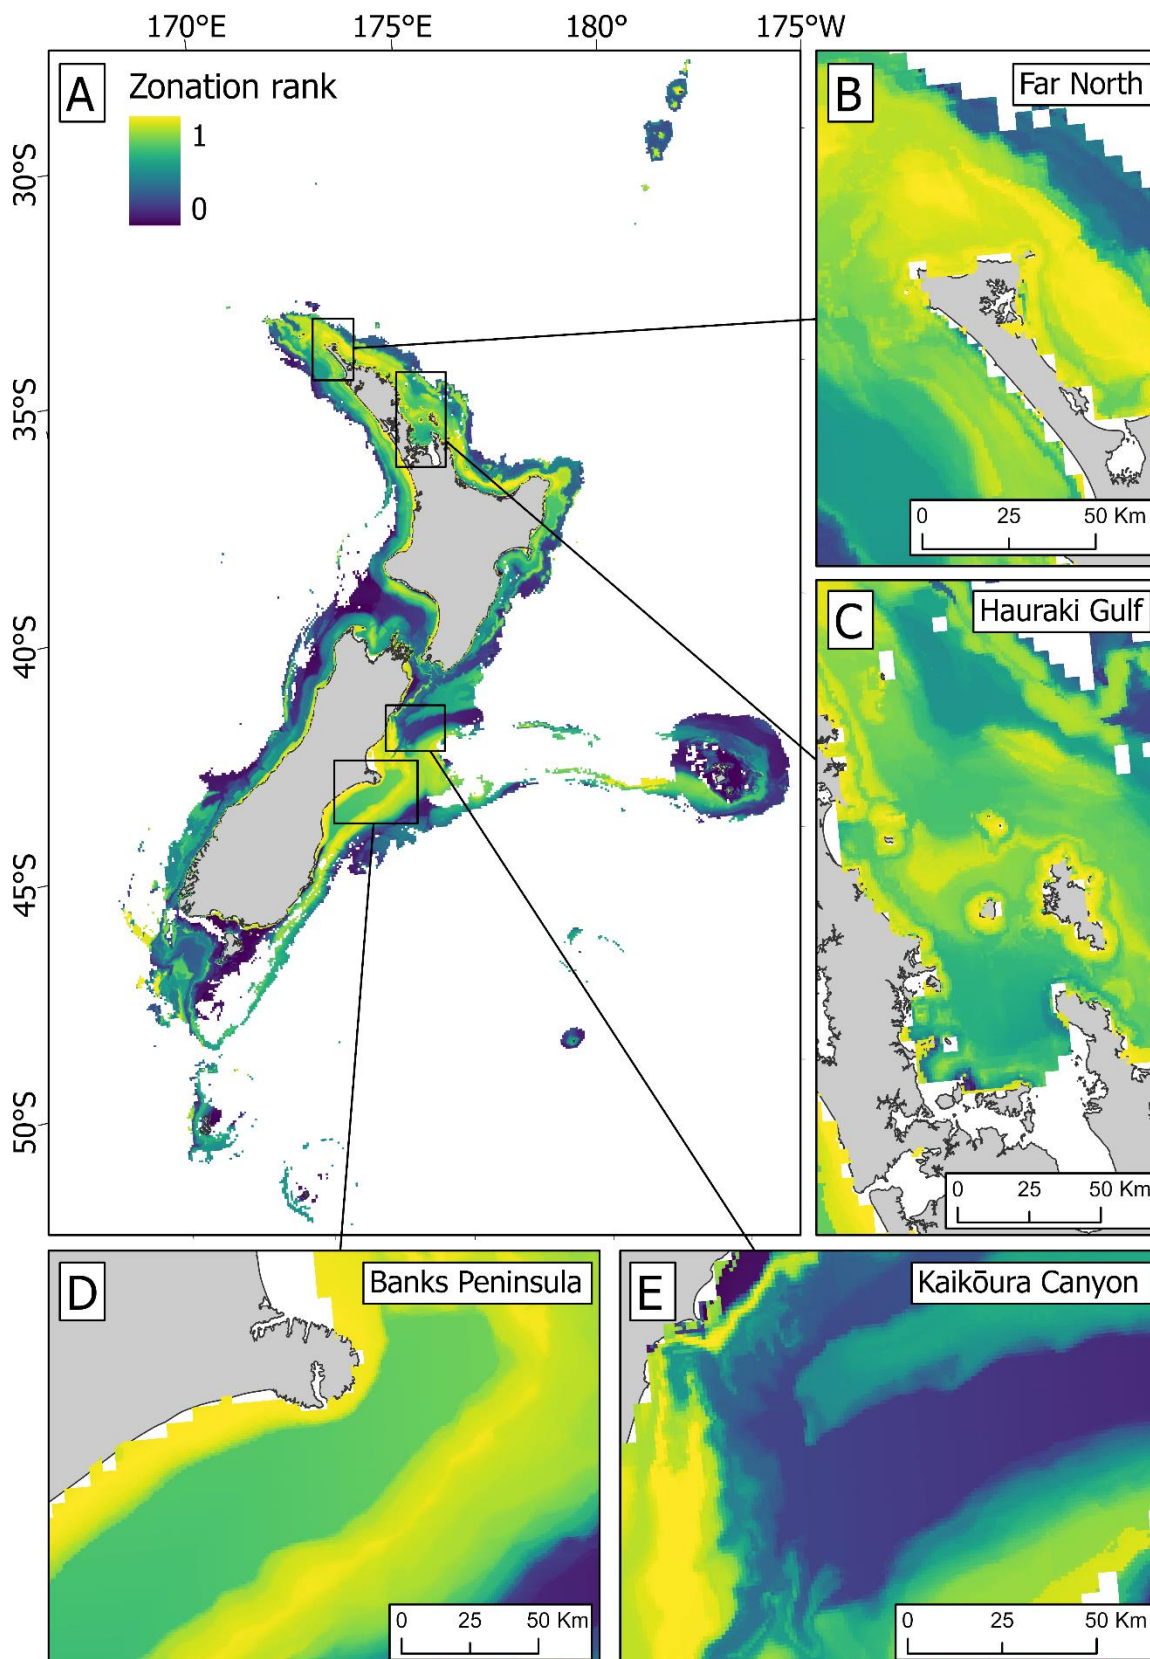 170°E 175°E 180° 175°W
A
Zonation rank
1
0
30°S
35°S
40°S
45°S
50°S
B
Far North
0 25 50 Km
C
Hauraki Gulf
0 25 50 Km
D
Banks Peninsula
0 25 50 Km
E
Kaikōura Canyon
0 25 50 Km